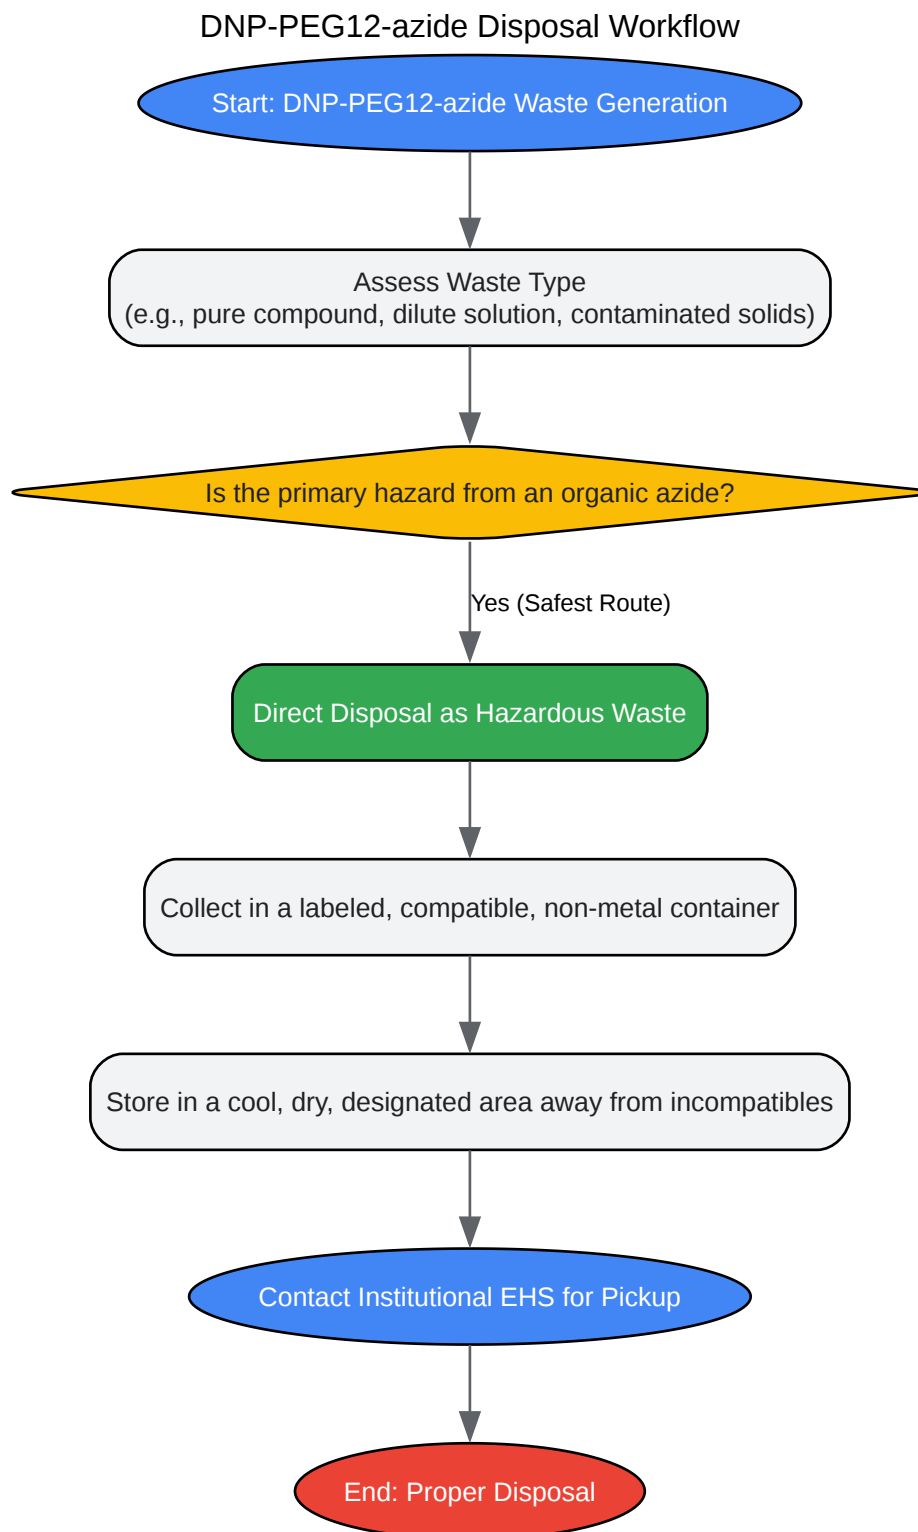 DNP-PEG12-azide Disposal Workflow
Start: DNP-PEG12-azide Waste Generation
Assess Waste Type
(e.g., pure compound, dilute solution, contaminated solids)
Is the primary hazard from an organic azide?
Yes (Safest Route)
Direct Disposal as Hazardous Waste
Collect in a labeled, compatible, non-metal container
Store in a cool, dry, designated area away from incompatibles
Contact Institutional EHS for Pickup
End: Proper Disposal